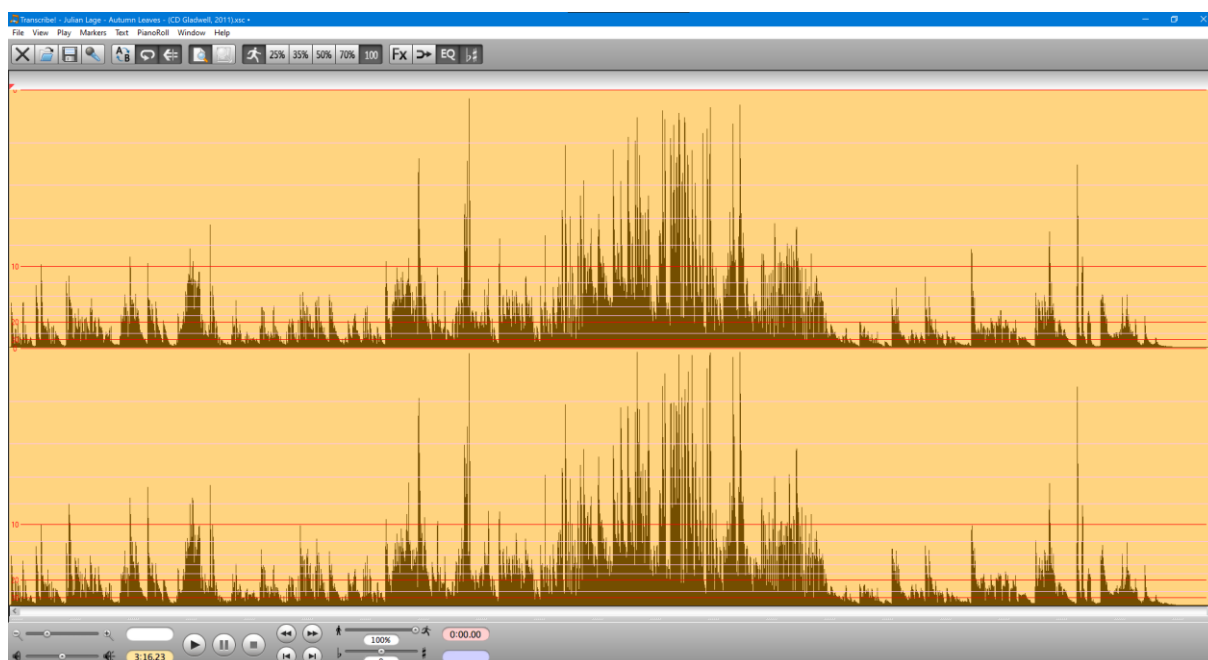 Transcribe! - Julian Lage - Autumn Leaves - (CD Gladwell, 2011).xsc •
File View Play Markers Text PianoRoll Window Help
A B 25% 35% 50% 70% 100 Fx EQ
0
10
10
100%
0:00.00
3:16.23